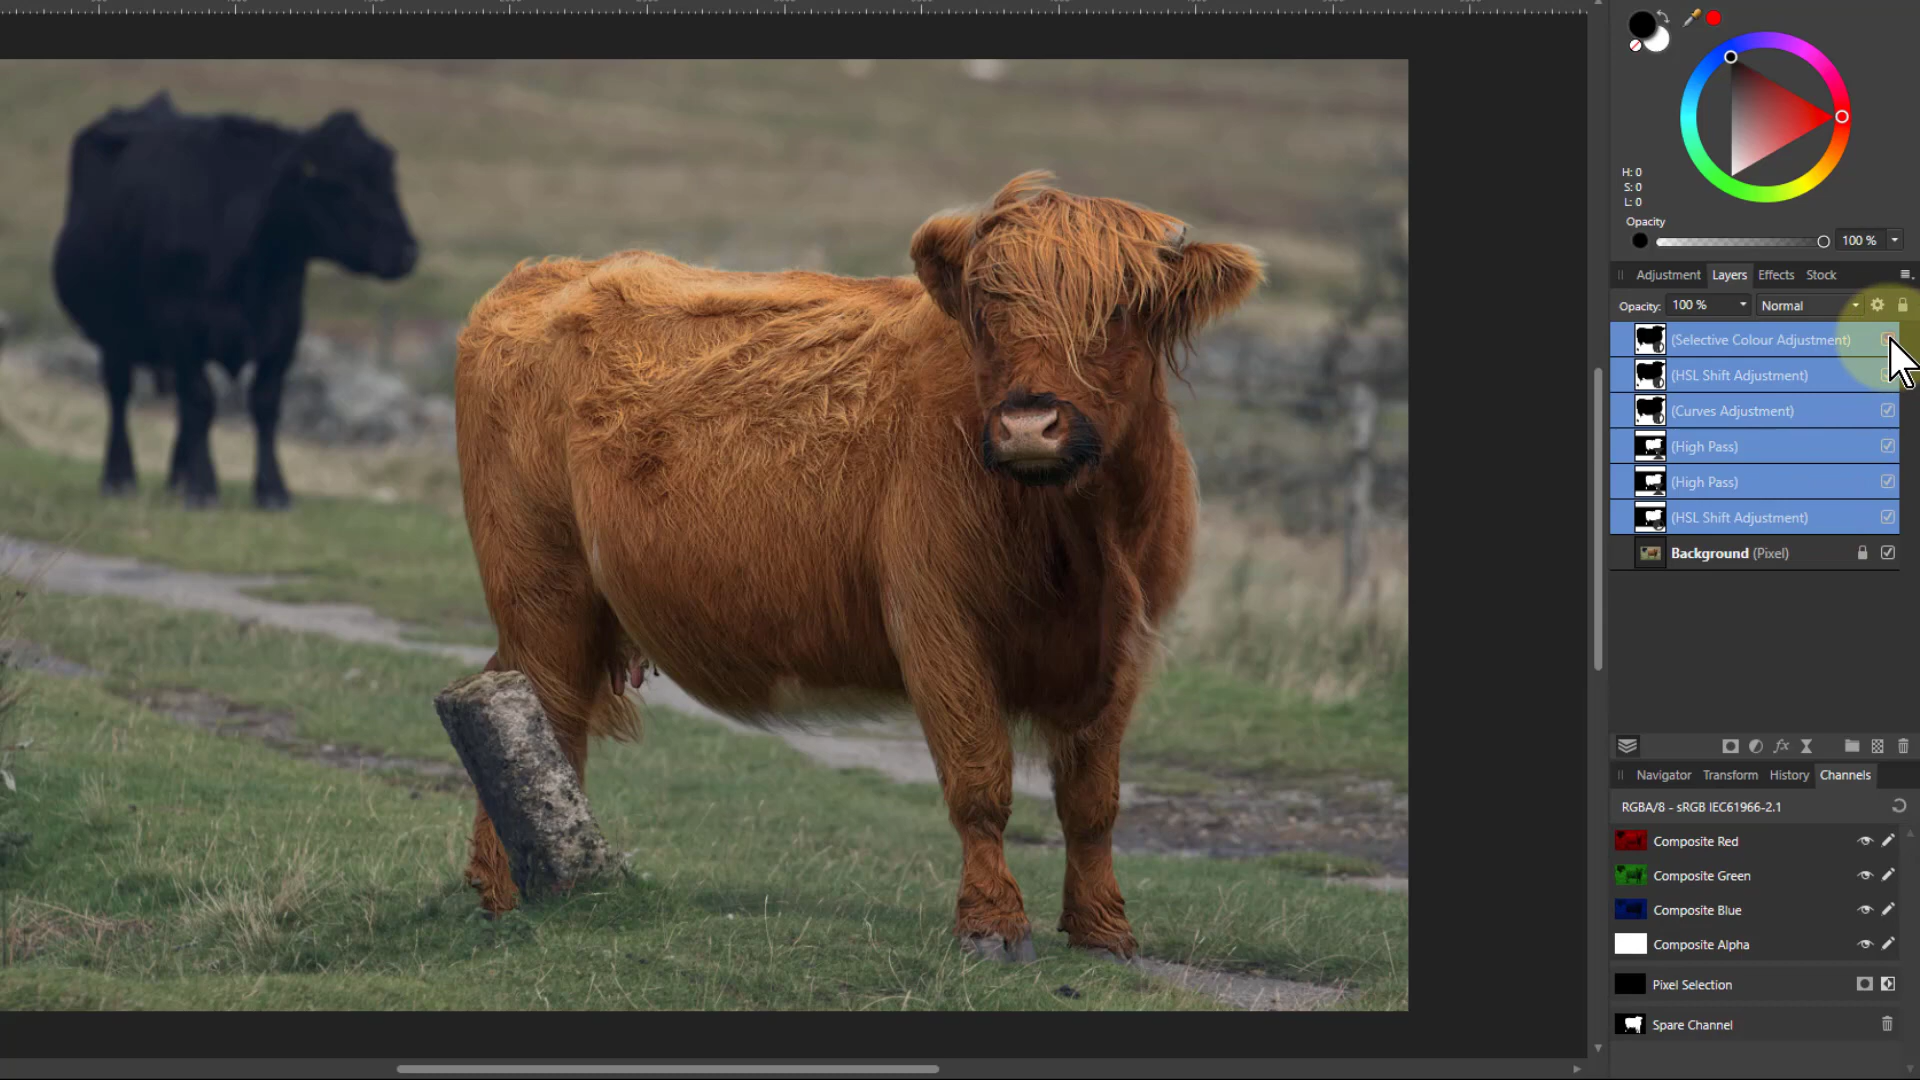 H: 0
S: 0
L: 0
Opacity
100 %
Adjustment Layers Effects Stock
Opacity: 100 % Normal
(Selective Colour Adjustment)
(HSL Shift Adjustment)
(Curves Adjustment)
(High Pass)
(High Pass)
(HSL Shift Adjustment)
Background (Pixel)
fx
Navigator Transform History Channels
RGBA/8 - sRGB IEC61966-2.1
Composite Red
Composite Green
Composite Blue
Composite Alpha
Pixel Selection
Spare Channel